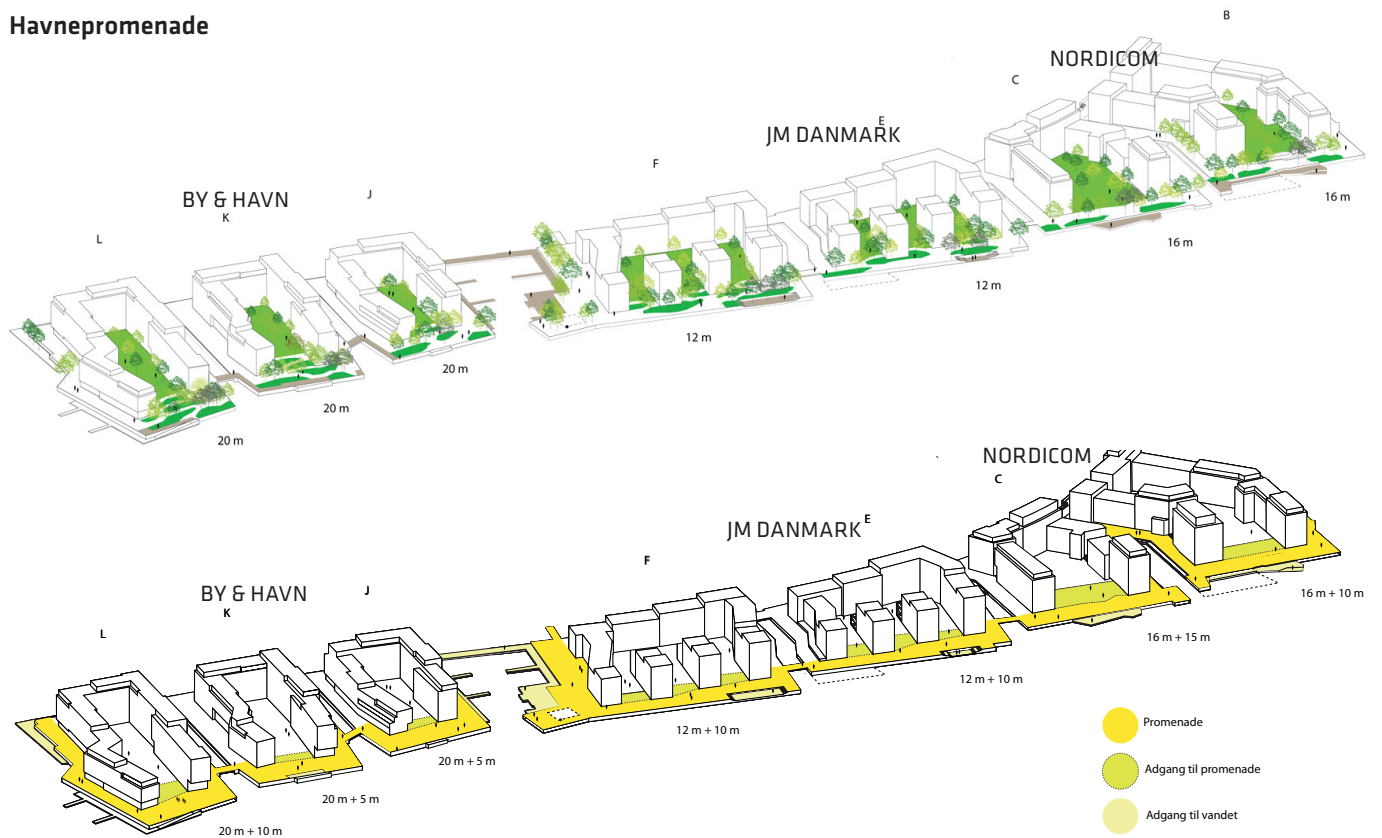 Havnepromenade
B
NORDICOM
C
E
JM DANMARK
F
J
BY & HAVN
K
L
16 m
16 m
12 m
12 m
20 m
20 m
20 m
NORDICOM
C
E
JM DANMARK
F
J
BY & HAVN
K
L
16 m + 10 m
16 m + 15 m
12 m + 10 m
12 m + 10 m
20 m + 5 m
20 m + 5 m
20 m + 10 m
Promenade
Adgang til promenade
Adgang til vandet